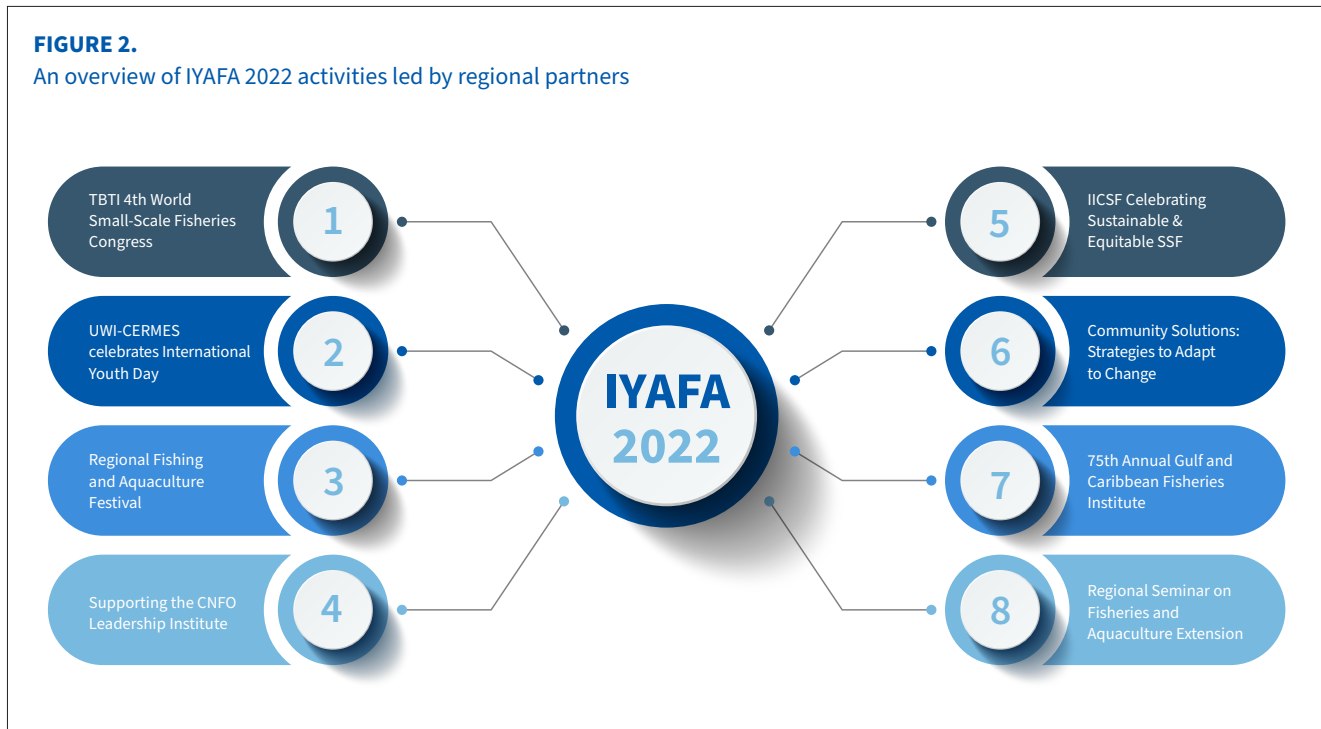 FIGURE 2.
An overview of IYAFA 2022 activities led by regional partners
TBTI 4th World
Small-Scale Fisheries
Congress
1
UWI-CERMES
celebrates International
Youth Day
2
Regional Fishing
and Aquaculture
Festival
3
Supporting the CNFO
Leadership Institute
4
IYAFA
2022
5
IICSF Celebrating
Sustainable &
Equitable SSF
6
Community Solutions:
Strategies to Adapt
to Change
7
75th Annual Gulf and
Caribbean Fisheries
Institute
8
Regional Seminar on
Fisheries and
Aquaculture Extension